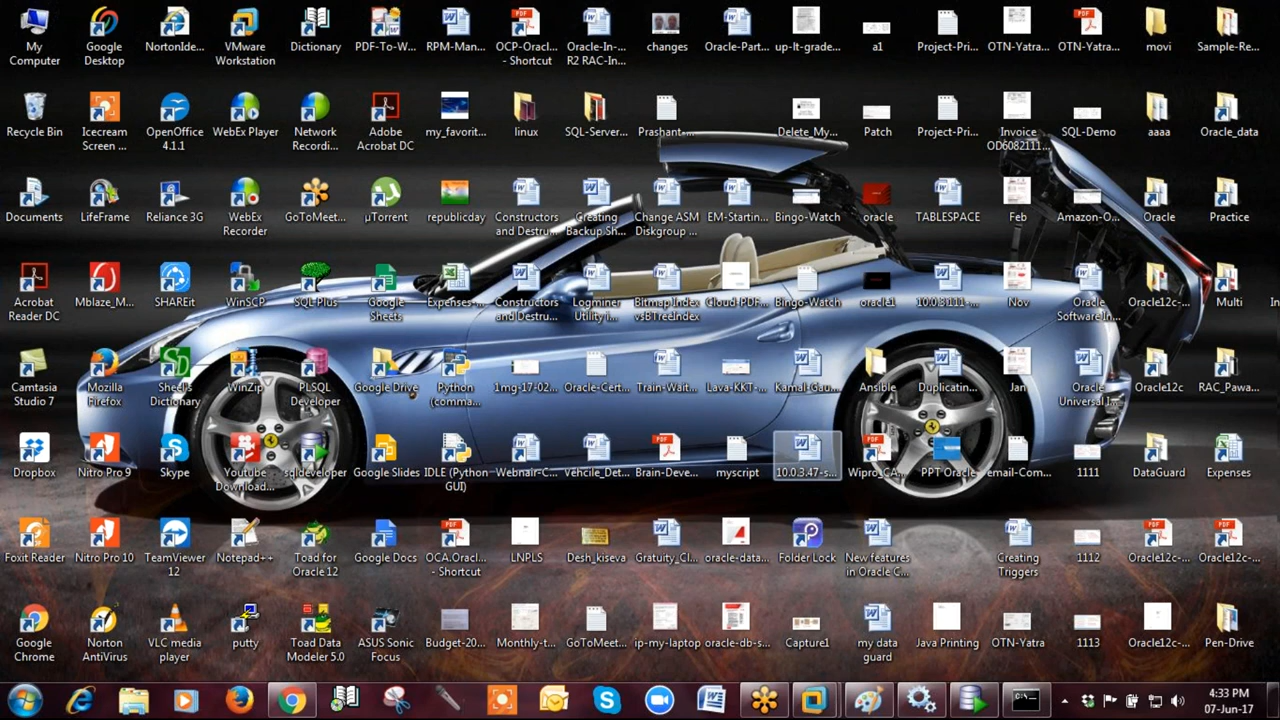 My
Computer
Google
Desktop
NortonIde...
VMware
Workstation
Dictionary
PDF-To-W...
RPM-Man...
OCP-Oracl...
- Shortcut
Oracle-In-...
R2 RAC-In...
changes
Oracle-Part...
up-lt-grade...
a1
Project-Pri...
OTN-Yatra...
OTN-Yatra...
movi
Sample-Re...
Recycle Bin
Icecream
Screen ...
OpenOffice
4.1.1
WebEx Player
Network
Recordi...
Adobe
Acrobat DC
my_favorit...
linux
SQL-Server...
Prashant-...
Delete_My...
Patch
Project-Pri...
Invoice
OD6082111...
SQL-Demo
aaaa
Oracle_data
Documents
LifeFrame
Reliance 3G
WebEx
Recorder
GoToMeet...
µTorrent
republicday
Constructors
and Destru...
Creating
Backup Sh...
Change ASM
Diskgroup ...
EM-Startin...
Bingo-Watch
oracle
TABLESPACE
Feb
Amazon-O...
Oracle
Practice
Acrobat
Reader DC
Mblaze_M...
SHAREit
WinSCP
SQL Plus
Google
Sheets
Expenses-...
Constructors
and Destru...
Logminer
Utility i...
Bitmap Index
vsBTreeIndex
Cloud-PDF...
Bingo-Watch
oracle1
10.0.3.111-...
Nov
Oracle
Software In...
Oracle12c-...
Multi
In
Camtasia
Studio 7
Mozilla
Firefox
Shell's
Dictionary
WinZip
PLSQL
Developer
Google Drive
Python
(comma...
1mg-17-02...
Oracle-Cert...
Train-Wait...
Lava-KKT-...
Kamal-Gau...
Ansible
Duplicatin...
Jan
Oracle
Universal I...
Oracle12c
RAC_Pawa...
Dropbox
Nitro Pro 9
Skype
Youtube
Download...
sqldeveloper
Google Slides
IDLE (Python
GUI)
Webnair-C...
Vehcile_Det...
Brain-Deve...
myscript
10.0.3.47-s...
Wipro_CA...
PPT Oracle
email-Com...
1111
DataGuard
Expenses
Foxit Reader
Nitro Pro 10
TeamViewer
12
Notepad++
Toad for
Oracle 12
Google Docs
OCA.Oracl...
- Shortcut
LNPLS
Desh_kiseva
Gratuity_Cl...
oracle-data...
Folder Lock
New features
in Oracle C...
Creating
Triggers
1112
Oracle12c-...
Oracle12c-...
Google
Chrome
Norton
AntiVirus
VLC media
player
putty
Toad Data
Modeler 5.0
ASUS Sonic
Focus
Budget-20...
Monthly-t...
GoToMeet...
ip-my-laptop
oracle-db-s...
Capture1
my data
guard
Java Printing
OTN-Yatra
1113
Oracle12c-...
Pen-Drive
4:33 PM
07-Jun-17